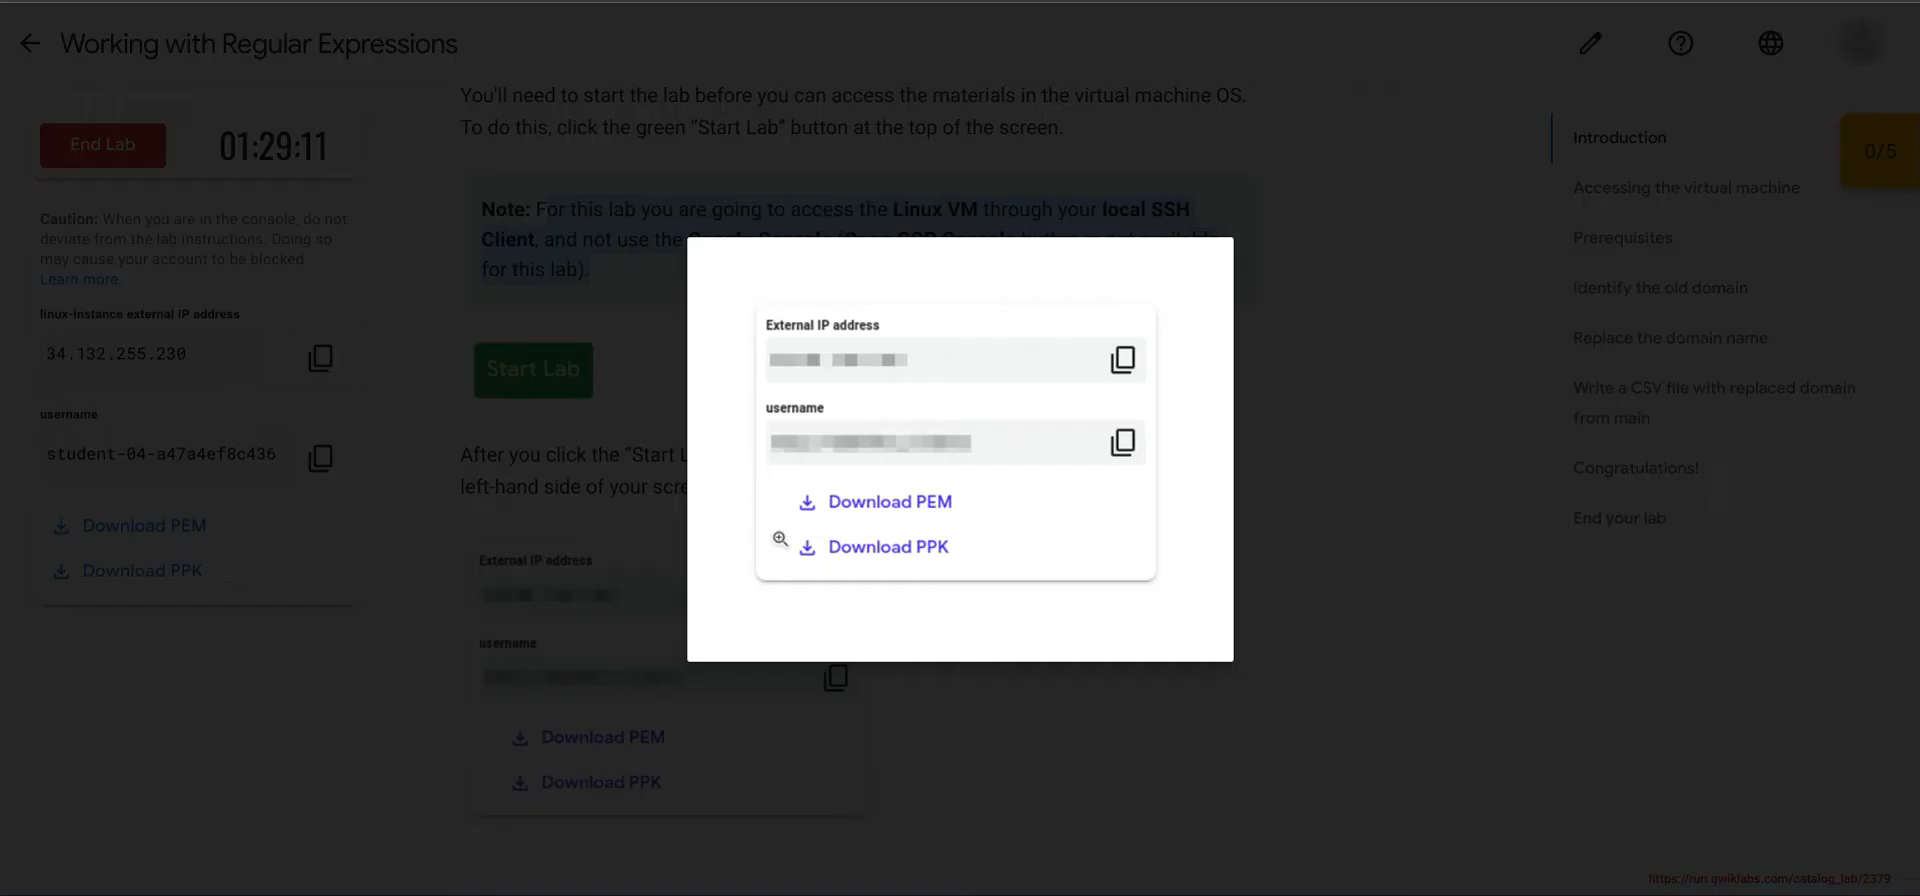 Working with Regular Expressions
End Lab
01:29:11
Caution: When you are in the console, do not
deviate from the lab instructions. Doing so
may cause your account to be blocked.
Learn more.
linux-instance external IP address
34.132.255.230
username
student-04-a47a4ef8c436
Download PEM
Download PPK
You'll need to start the lab before you can access the materials in the virtual machine OS.
To do this, click the green “Start Lab” button at the top of the screen.
Note: For this lab you are going to access the Linux VM through your local SSH
Client, and not use the
for this lab).
Start Lab
After you click the “Start L
left-hand side of your scre
External IP address
username
Download PEM
Download PPK
External IP address
username
Download PEM
Download PPK
Introduction
Accessing the virtual machine
Prerequisites
Identify the old domain
Replace the domain name
Write a CSV file with replaced domain
from main
Congratulations!
End your lab
0/5
https://run.qwiklabs.com/catalog_lab/2379